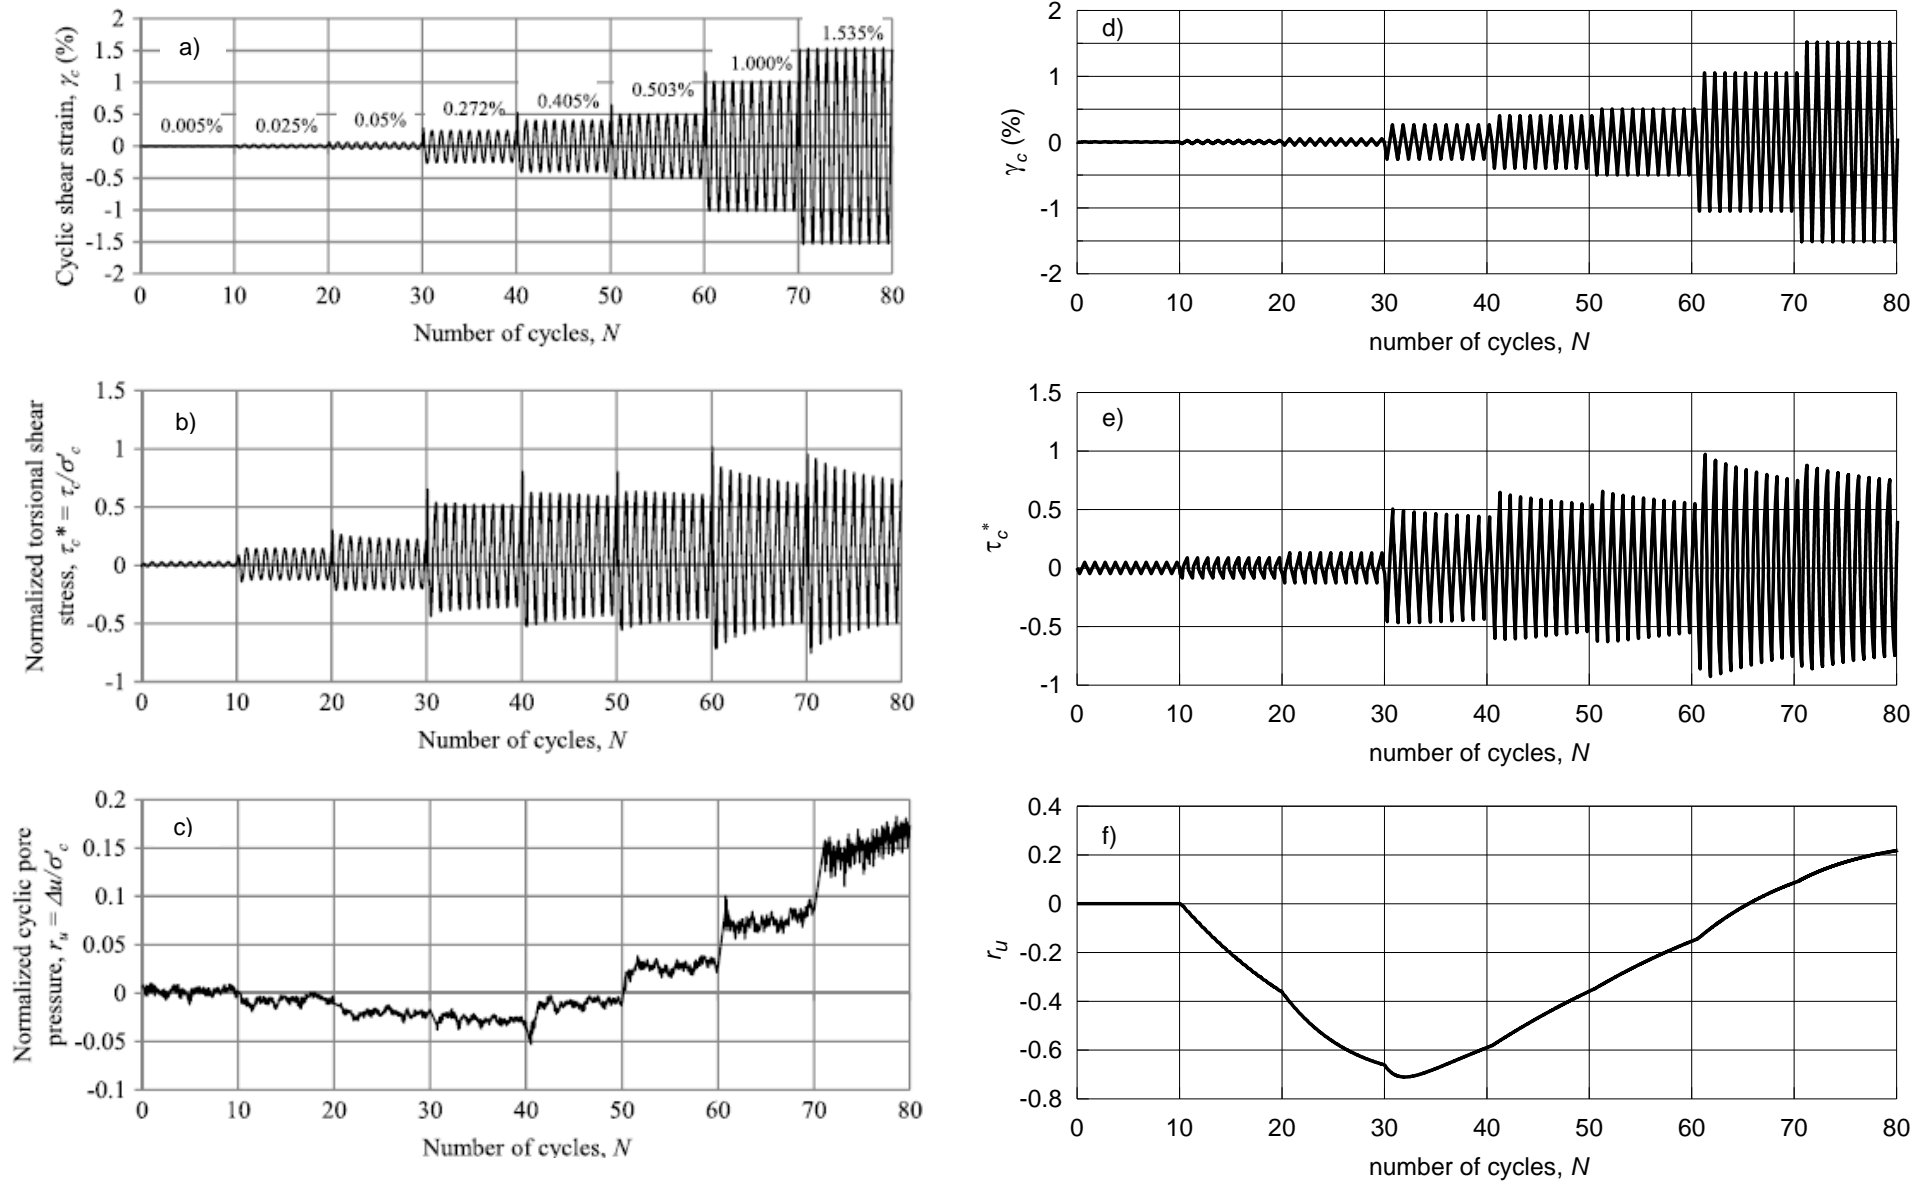 a)
Cyclic shear strain, γc (%)
2
1.5
1
0.5
0
-0.5
-1
-1.5
-2
0.005%
0.025%
0.05%
0.272%
0.405%
0.503%
1.000%
1.535%
0 10 20 30 40 50 60 70 80
Number of cycles, N
d)
γc (%)
2
1
0
-1
-2
0 10 20 30 40 50 60 70 80
number of cycles, N
b)
Normalized torsional shear
stress, τc* = τc/σ'c
1.5
1
0.5
0
-0.5
-1
0 10 20 30 40 50 60 70 80
Number of cycles, N
e)
τc*
1.5
1
0.5
0
-0.5
-1
0 10 20 30 40 50 60 70 80
number of cycles, N
c)
Normalized cyclic pore
pressure, ru = Δu/σ'c
0.2
0.15
0.1
0.05
0
-0.05
-0.1
0 10 20 30 40 50 60 70 80
Number of cycles, N
f)
ru
0.4
0.2
0
-0.2
-0.4
-0.6
-0.8
0 10 20 30 40 50 60 70 80
number of cycles, N